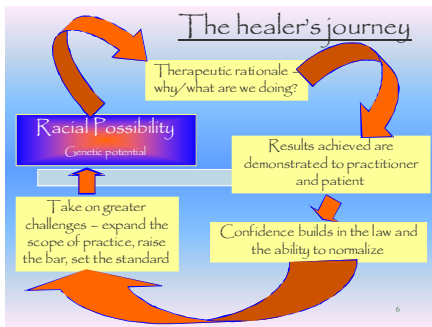 The healer's journey
Therapeutic rationale –
why/what are we doing?
Racial Possibility
Genetic potential
Results achieved are
demonstrated to practitioner
and patient
Take on greater
challenges – expand the
scope of practice, raise
the bar, set the standard
Confidence builds in the law and
the ability to normalize
6